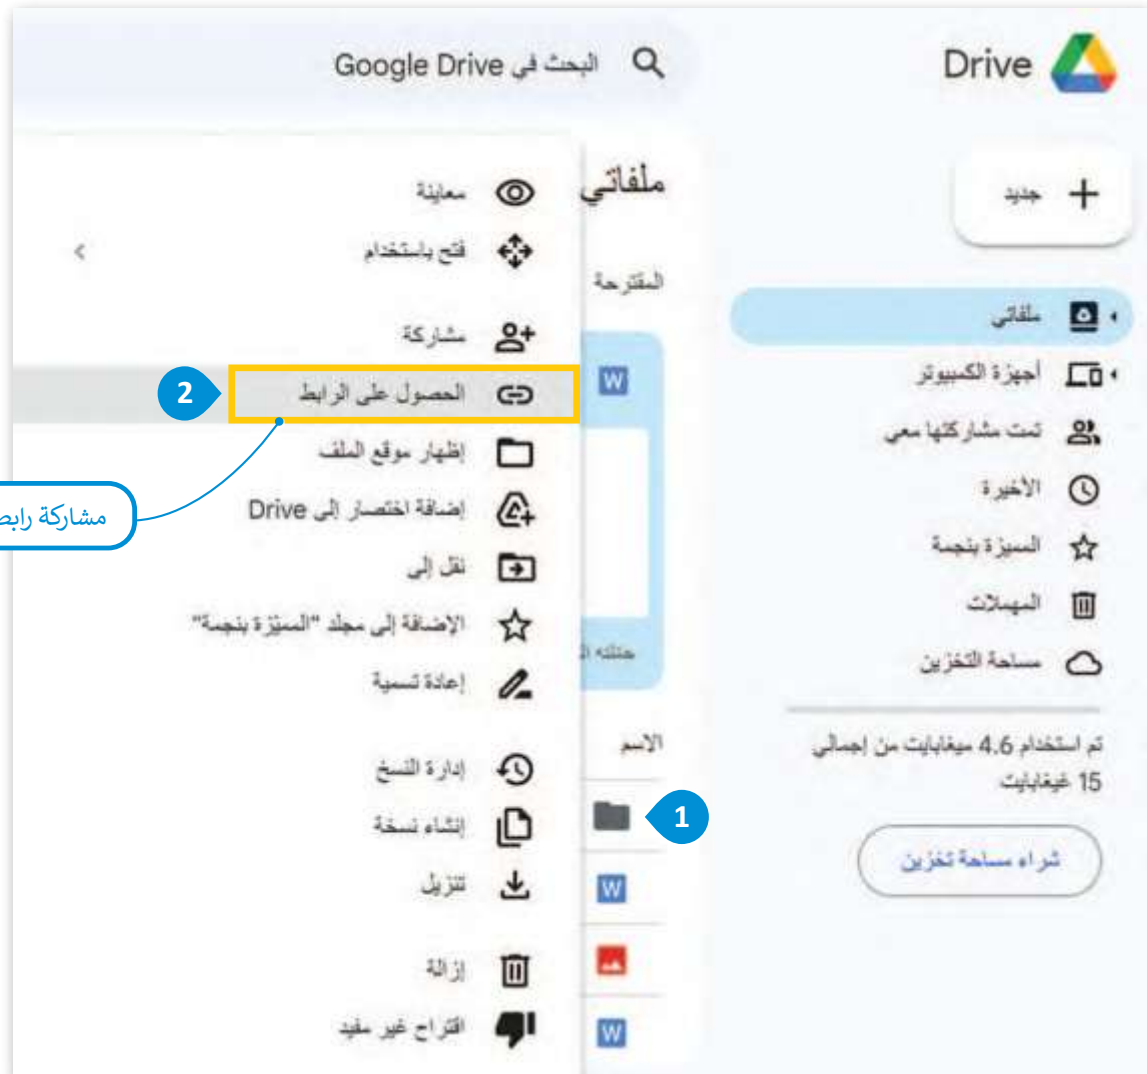 Drive
البحث في Google Drive
جديد
ملفاتي
أجهزة الكمبيوتر
تمت مشاركتها معي
الأخيرة
المميزة بنجمة
المهملات
مساحة التخزين
تم استخدام 4.6 ميغابايت من إجمالي
15 غيغابايت
شراء مساحة تخزين
ملفاتي
المقترحة
W
الاسم
1
W
W
معاينة
فتح باستخدام
مشاركة
الحصول على الرابط
2
إظهار موقع الملف
مشاركة
إضافة اختصار إلى Drive
نقل إلى
الإضافة إلى مجلد "المميّزة بنجمة"
إعادة تسمية
إدارة النسخ
إنشاء نسخة
تنزيل
إزالة
اقتراح غير مفيد